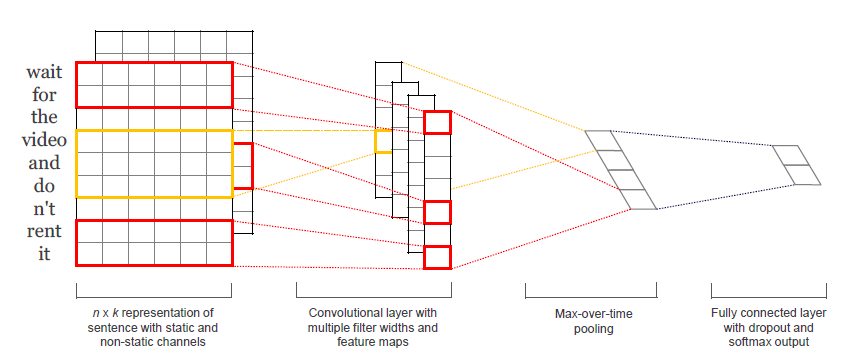 wait
for
the
video
and
do
n't
rent
it
n x k representation of
sentence with static and
non-static channels
Convolutional layer with
multiple filter widths and
feature maps
Max-over-time
pooling
Fully connected layer
with dropout and
softmax output